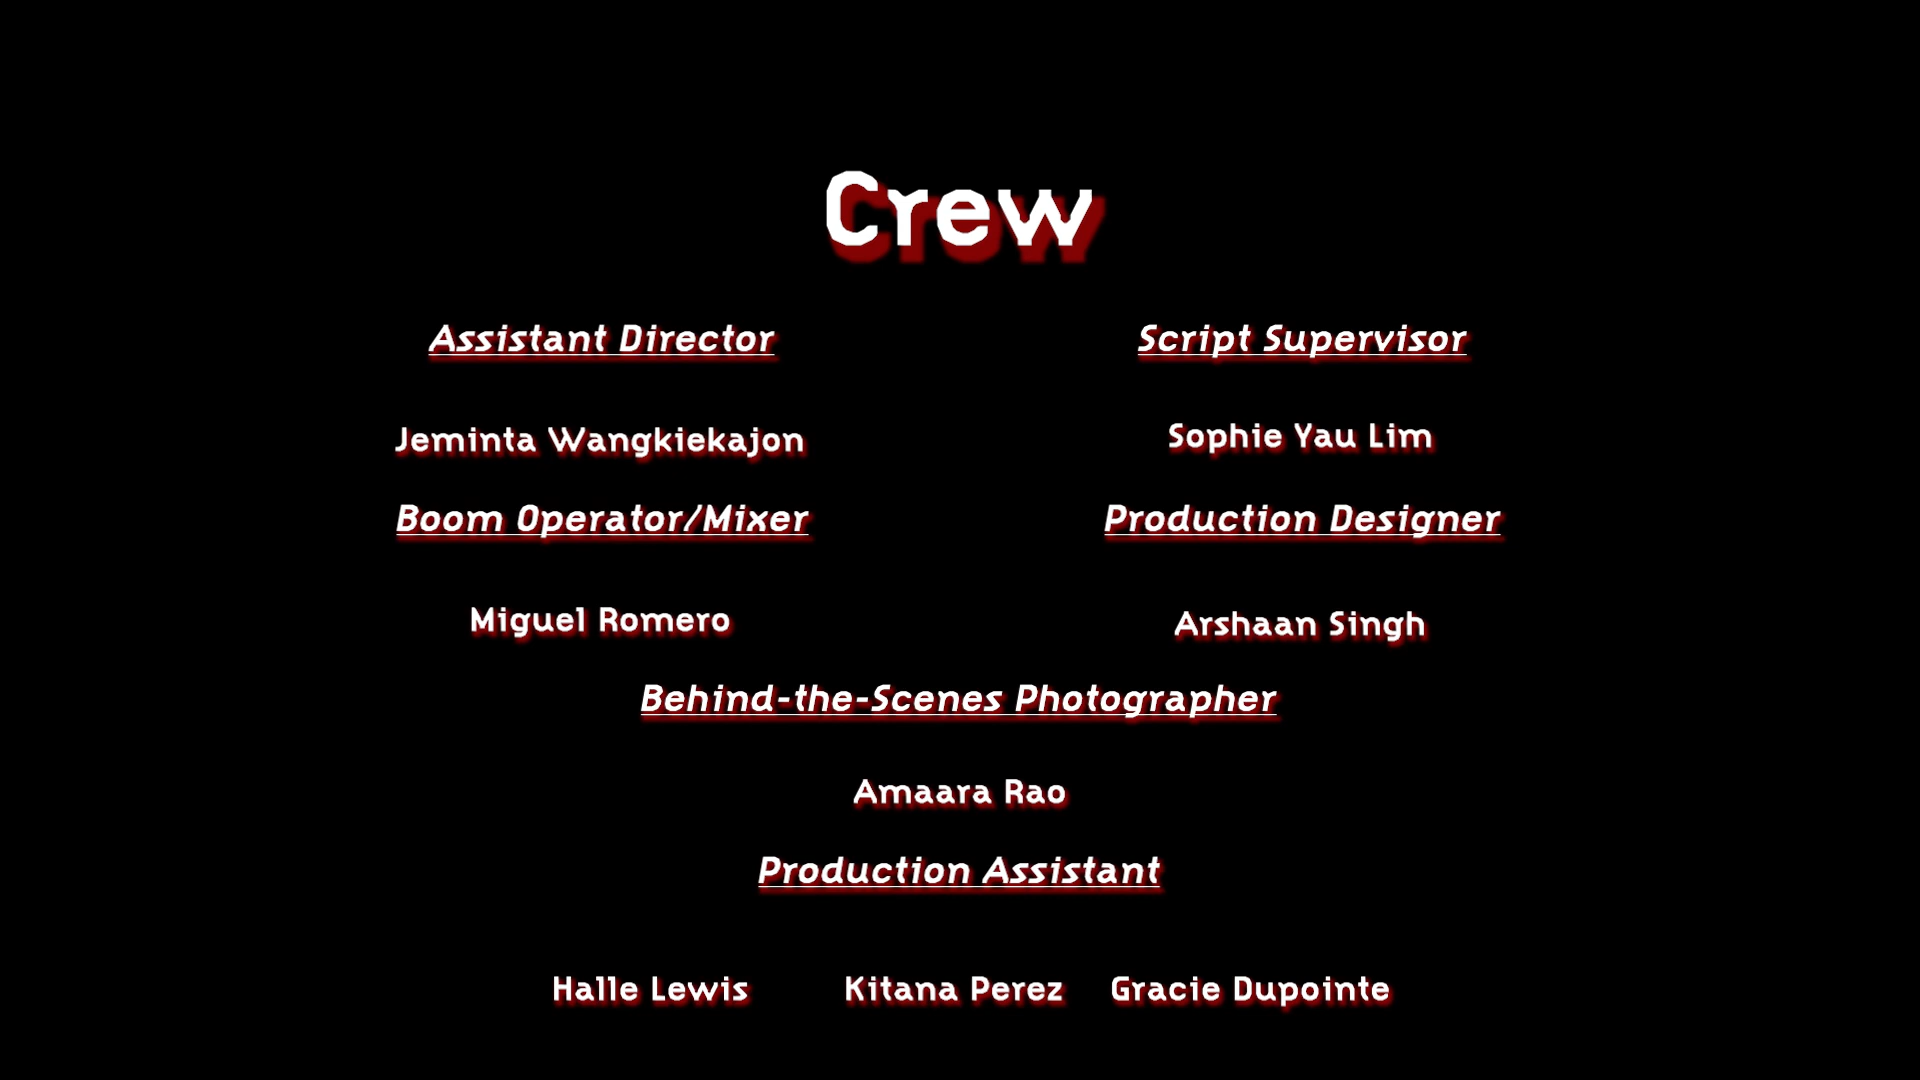 Crew
Assistant Director
Script Supervisor
Jeminta Wangkiekajon
Sophie Yau Lim
Boom Operator/Mixer
Production Designer
Miguel Romero
Arshaan Singh
Behind-the-Scenes Photographer
Amaara Rao
Production Assistant
Halle Lewis
Kitana Perez
Gracie Dupointe